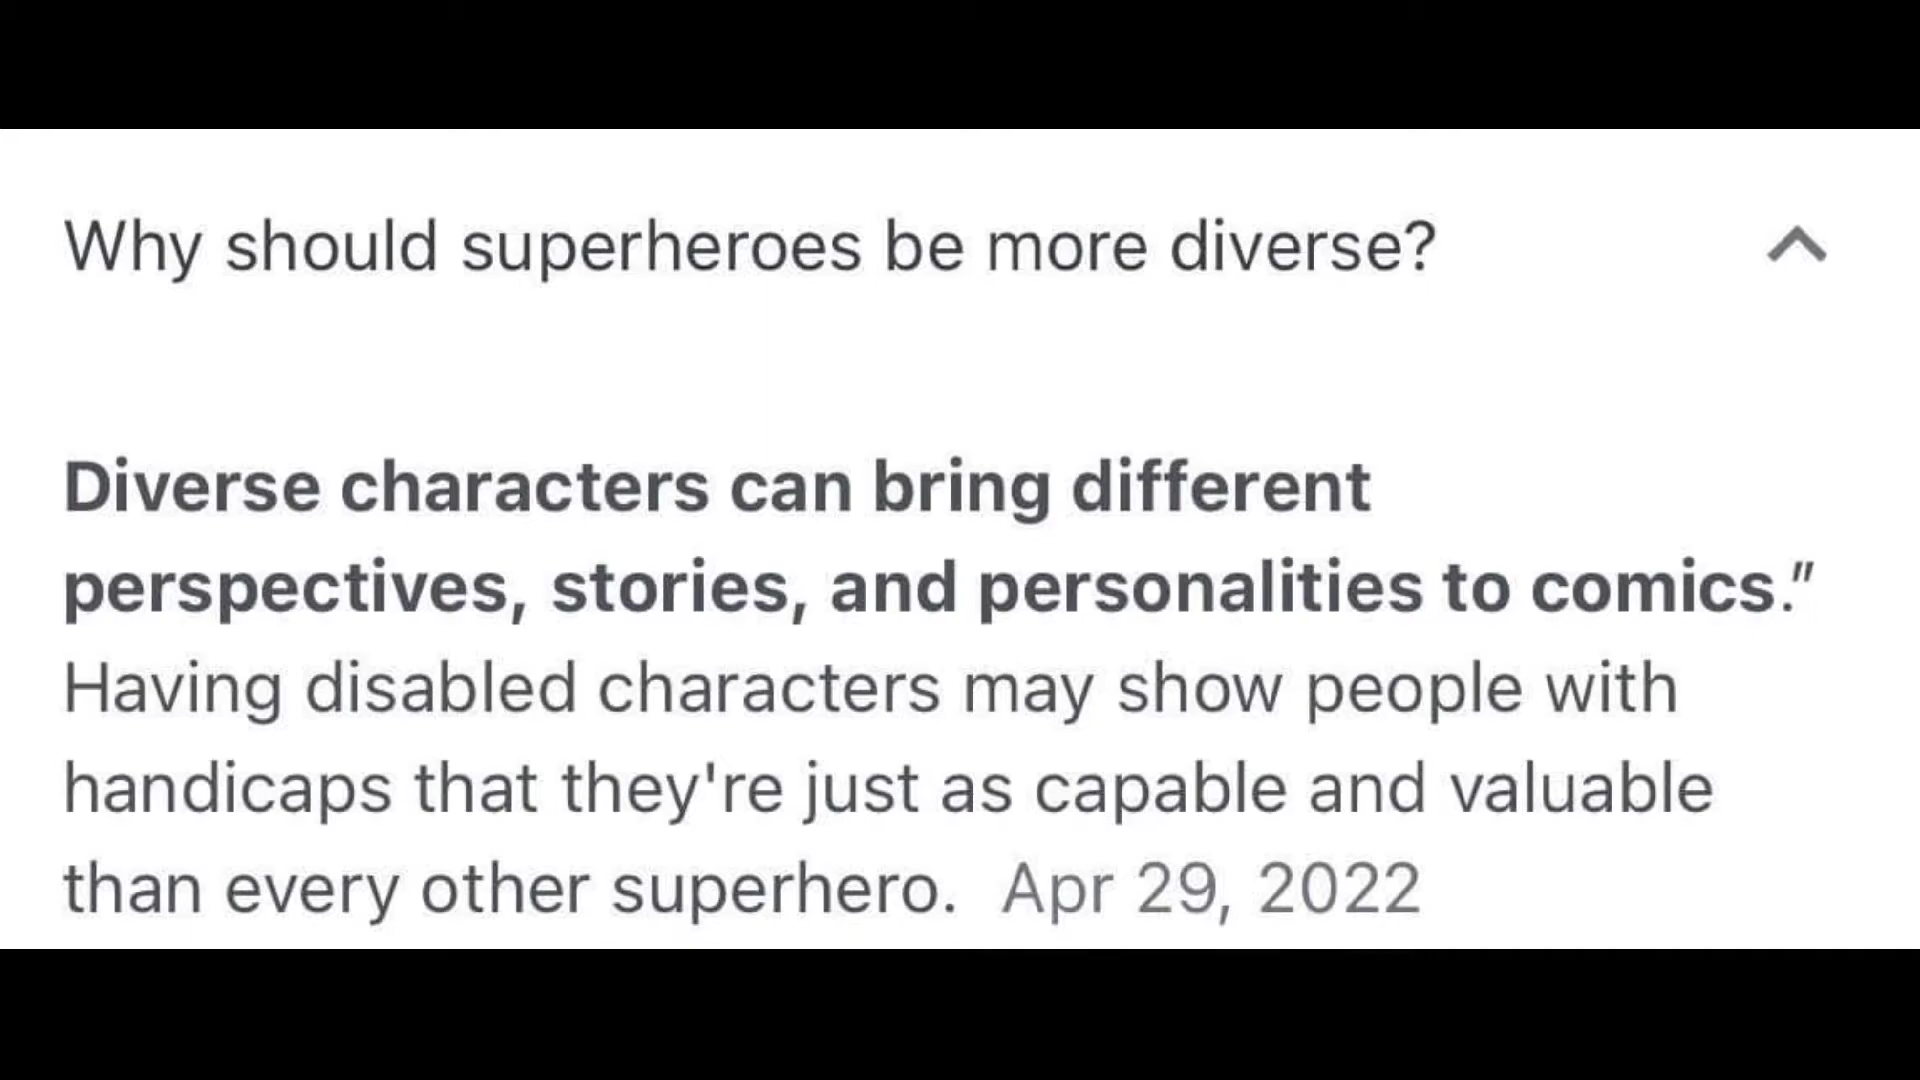 Why should superheroes be more diverse?
Diverse characters can bring different
perspectives, stories, and personalities to comics.”
Having disabled characters may show people with
handicaps that they're just as capable and valuable
than every other superhero. Apr 29, 2022